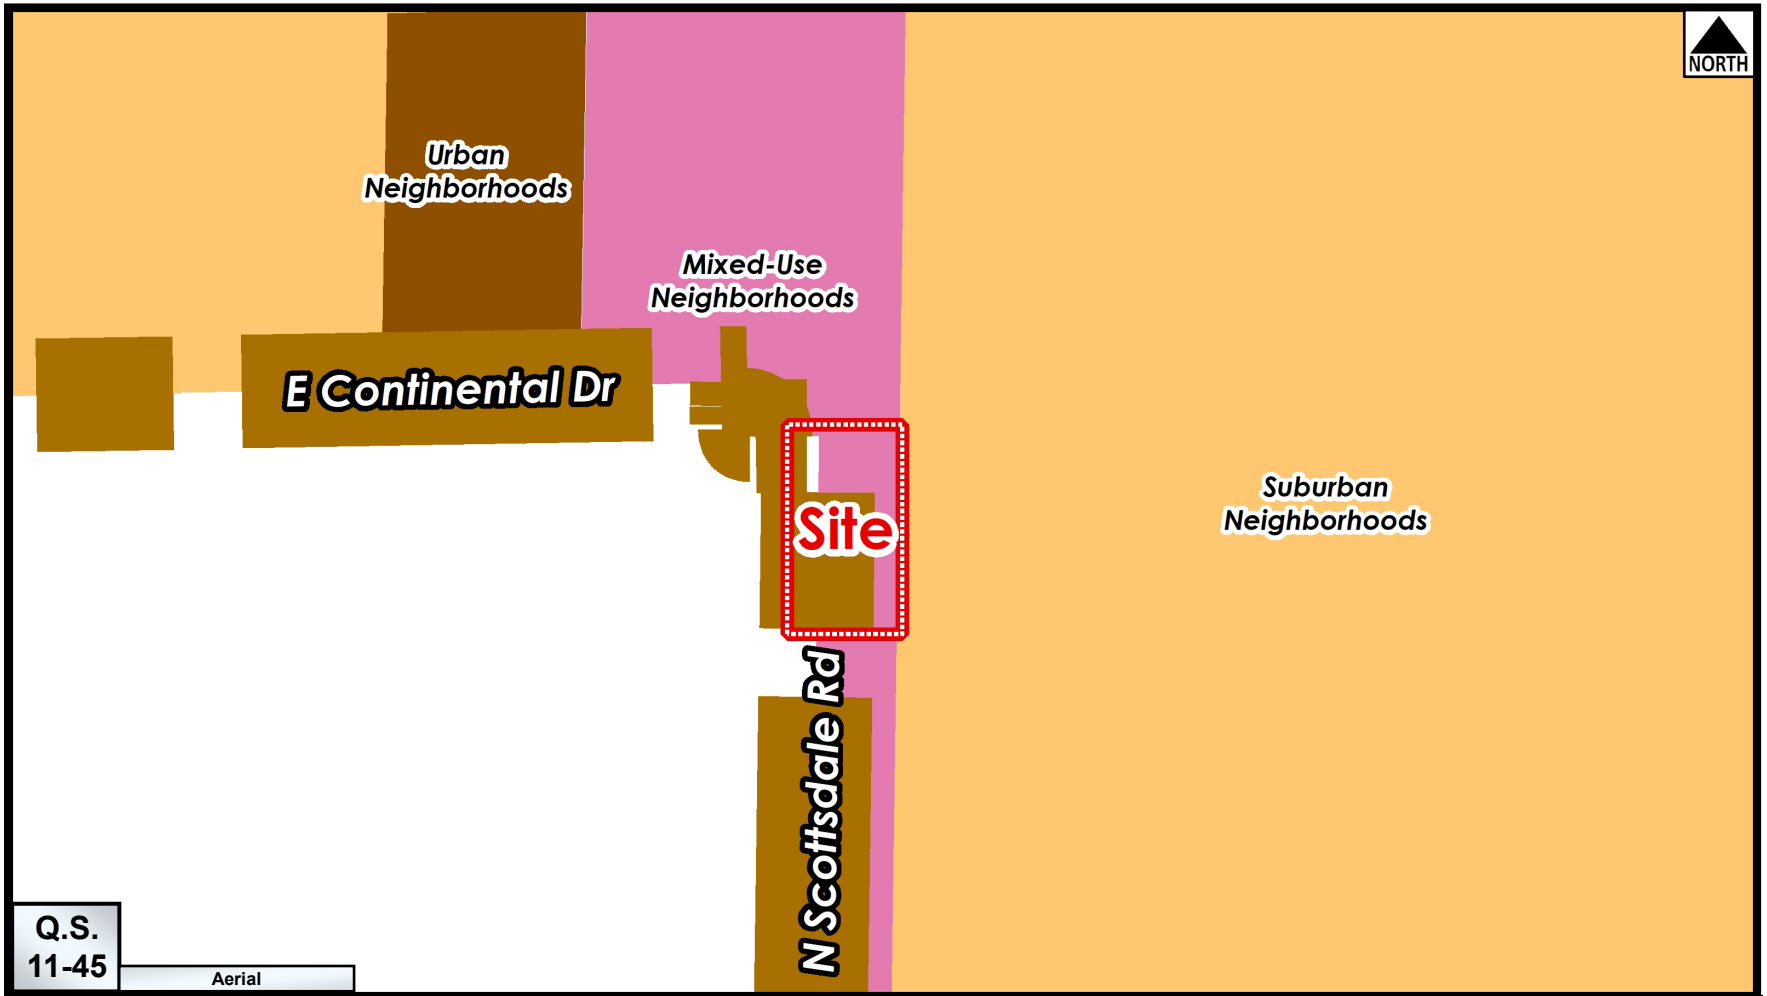 NORTH
Urban
Neighborhoods
Mixed-Use
Neighborhoods
E Continental Dr
Suburban
Neighborhoods
Site
N Scottsdale Rd
Q.S.
11-45
Aerial